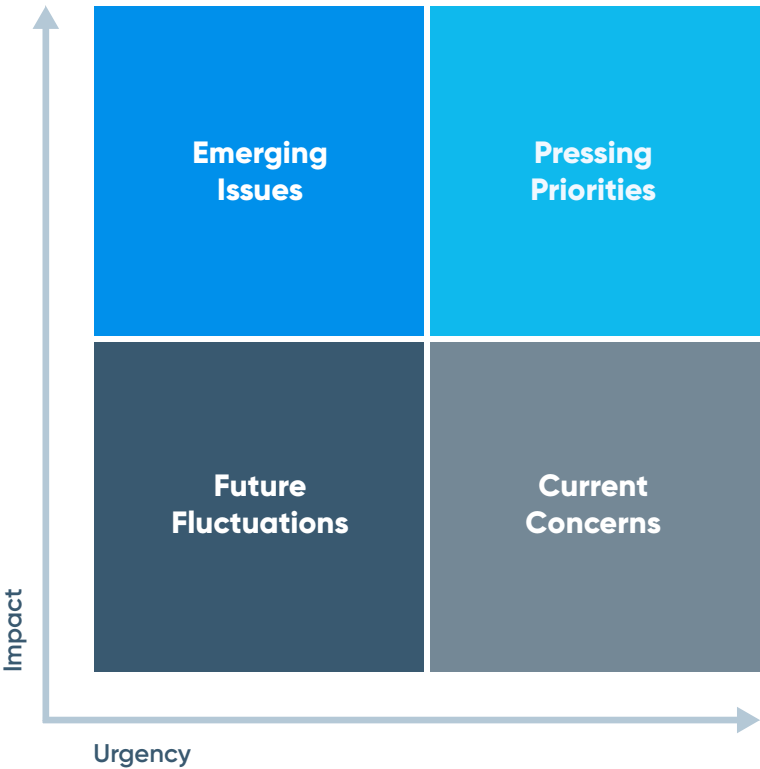 Emerging
Issues
Pressing
Priorities
Future
Fluctuations
Current
Concerns
Impact
Urgency